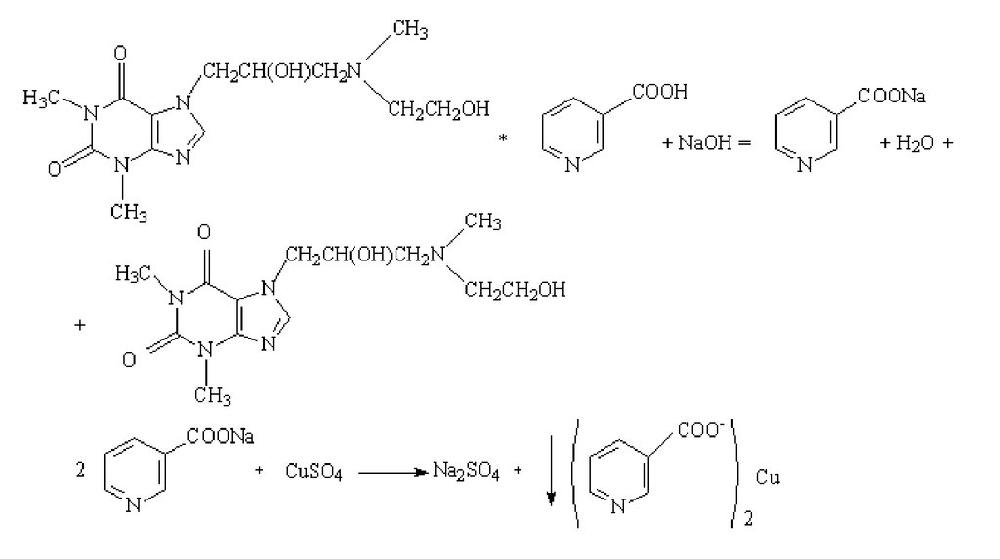 CH₃
O
CH₂CH(OH)CH₂N
H₃C
N
N
CH₂CH₂OH
COOH
COONa
* + NaOH = + H₂O +
O
N
N
N
N
CH₃
CH₃
O
CH₂CH(OH)CH₂N
H₃C
N
N
CH₂CH₂OH
+
O
N
N
CH₃
COONa
COO⁻
2 + CuSO₄ Na₂SO₄ + Cu
N
N
2